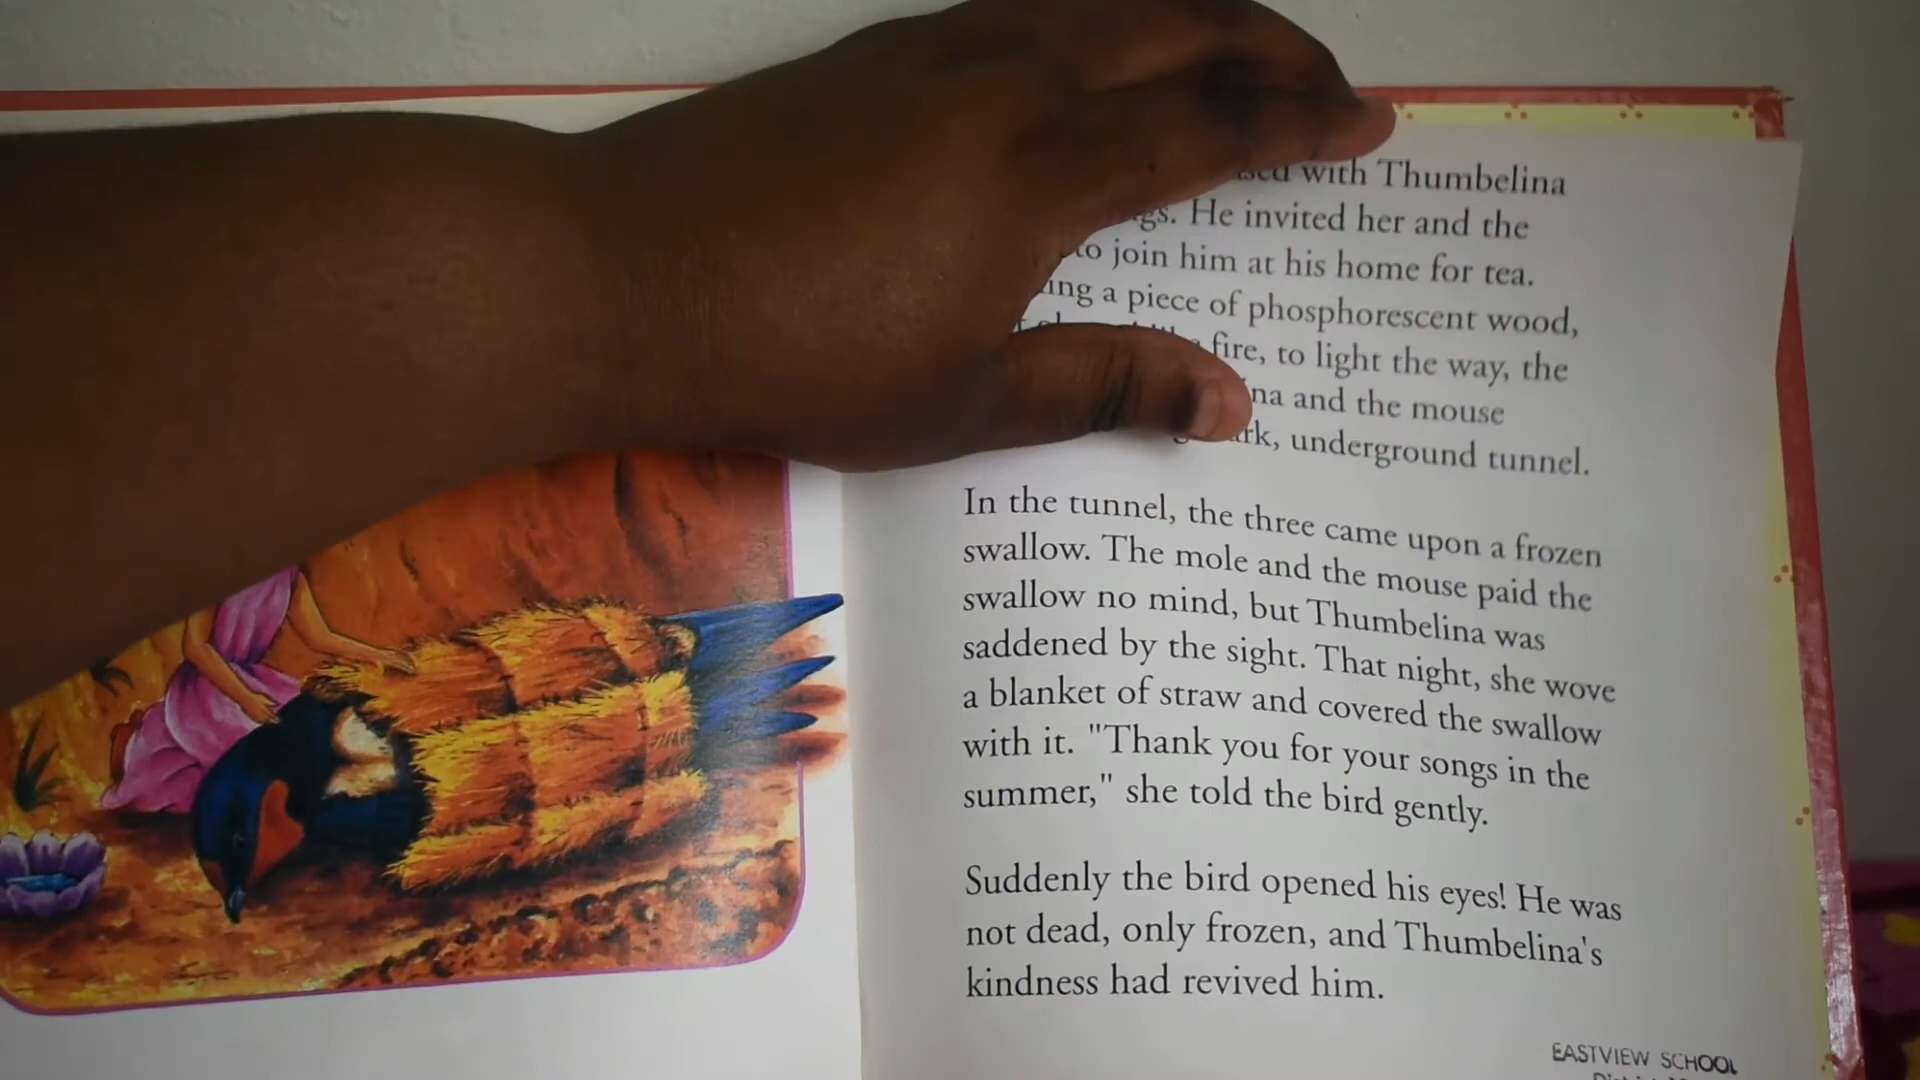 with Thumbelina
He invited her and the
to join him at his home for tea.
a piece of phosphorescent wood,
fire, to light the way, the
and the mouse
underground tunnel.
In the tunnel, the three came upon a frozen
swallow. The mole and the mouse paid the
swallow no mind, but Thumbelina was
saddened by the sight. That night, she wove
a blanket of straw and covered the swallow
with it. "Thank you for your songs in the
summer," she told the bird gently.
Suddenly the bird opened his eyes! He was
not dead, only frozen, and Thumbelina's
kindness had revived him.
EASTVIEW SCHOOL